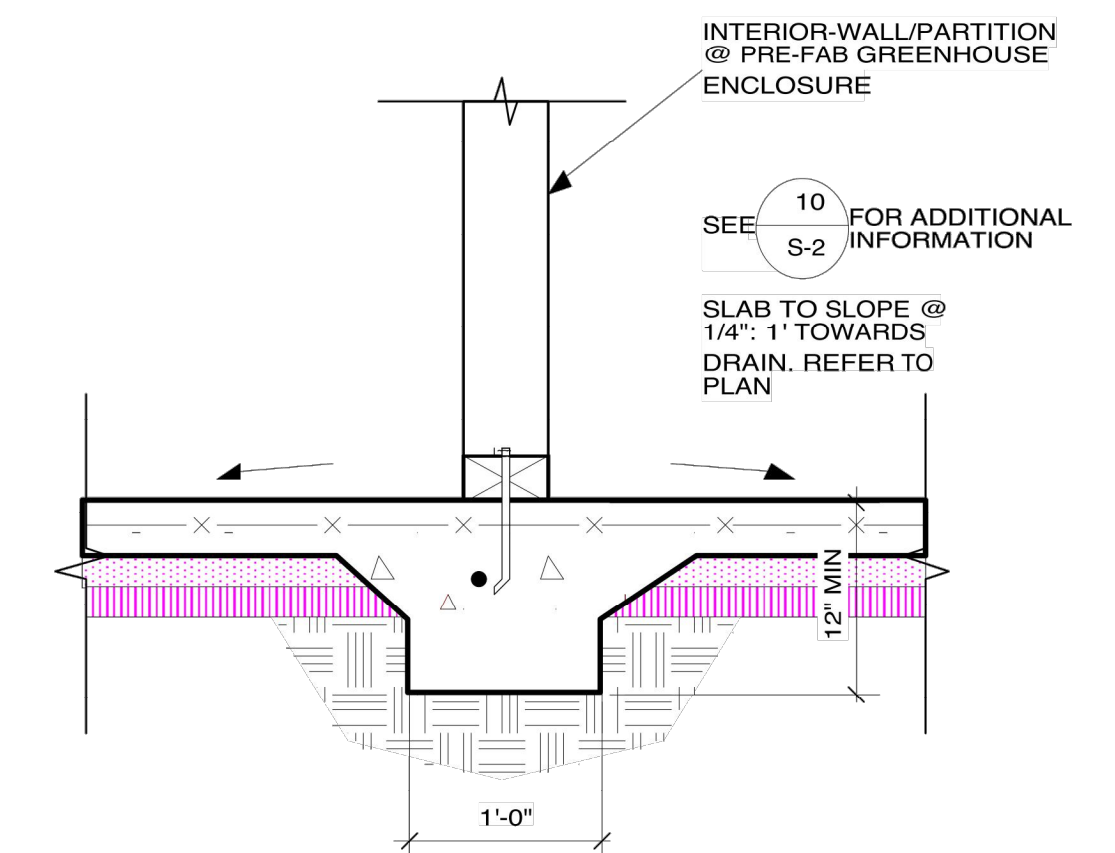 INTERIOR-WALL/PARTITION
@ PRE-FAB GREENHOUSE
ENCLOSURE
SEE 10 FOR ADDITIONAL
S-2 INFORMATION
SLAB TO SLOPE @
1/4": 1' TOWARDS
DRAIN. REFER TO
PLAN
12" MIN
1'-0"